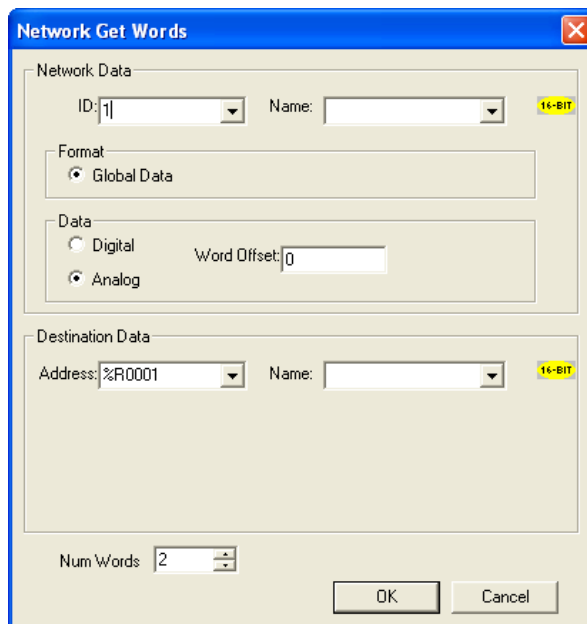 Network Get Words
Network Data
ID: 1 Name: 16-BIT
Format
Global Data
Data
Digital
Word Offset: 0
Analog
Destination Data
Address: %R0001 Name: 16-BIT
Num Words 2
OK Cancel